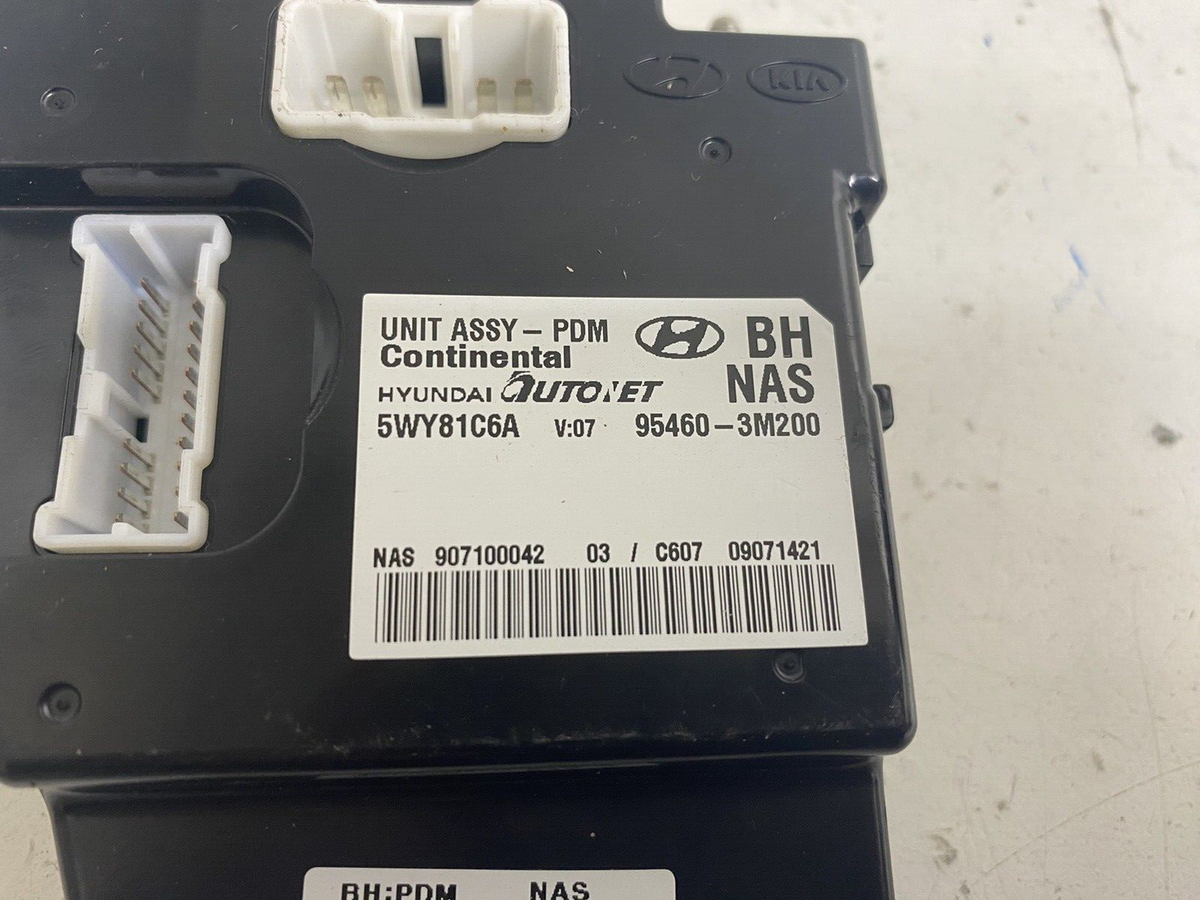 KIA
UNIT ASSY - PDM BH
Continental
HYUNDAI AUTONET NAS
5WY81C6A V:07 95460-3M200
NAS 907100042 03 / C607 09071421
BH:PDM NAS